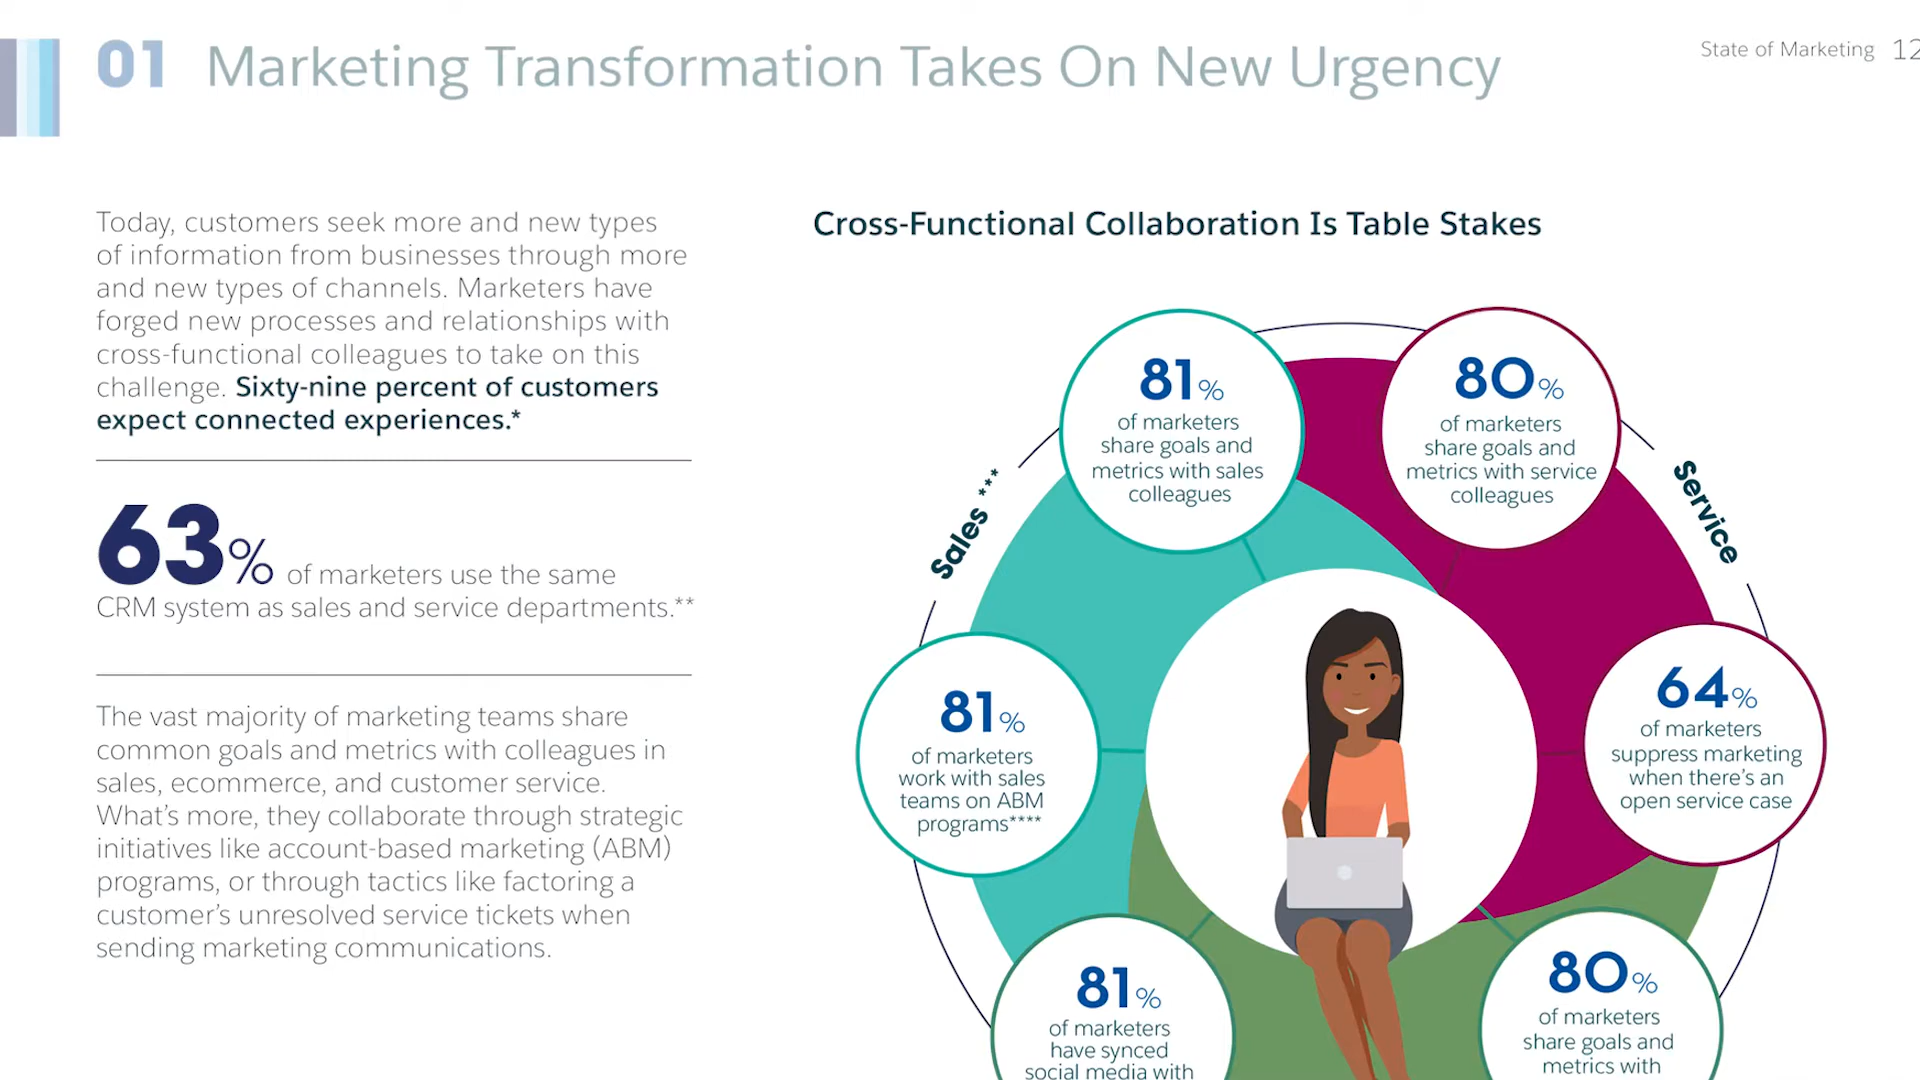 01 Marketing Transformation Takes On New Urgency
State of Marketing 12
Today, customers seek more and new types
of information from businesses through more
and new types of channels. Marketers have
forged new processes and relationships with
cross-functional colleagues to take on this
challenge. Sixty-nine percent of customers
expect connected experiences.*
63% of marketers use the same
CRM system as sales and service departments.**
The vast majority of marketing teams share
common goals and metrics with colleagues in
sales, ecommerce, and customer service.
What's more, they collaborate through strategic
initiatives like account-based marketing (ABM)
programs, or through tactics like factoring a
customer's unresolved service tickets when
sending marketing communications.
Cross-Functional Collaboration Is Table Stakes
Sales ***
81%
of marketers
share goals and
metrics with sales
colleagues
81%
of marketers
work with sales
teams on ABM
programs****
Service
80%
of marketers
share goals and
metrics with service
colleagues
64%
of marketers
suppress marketing
when there's an
open service case
81%
of marketers
have synced
social media with
80%
of marketers
share goals and
metrics with